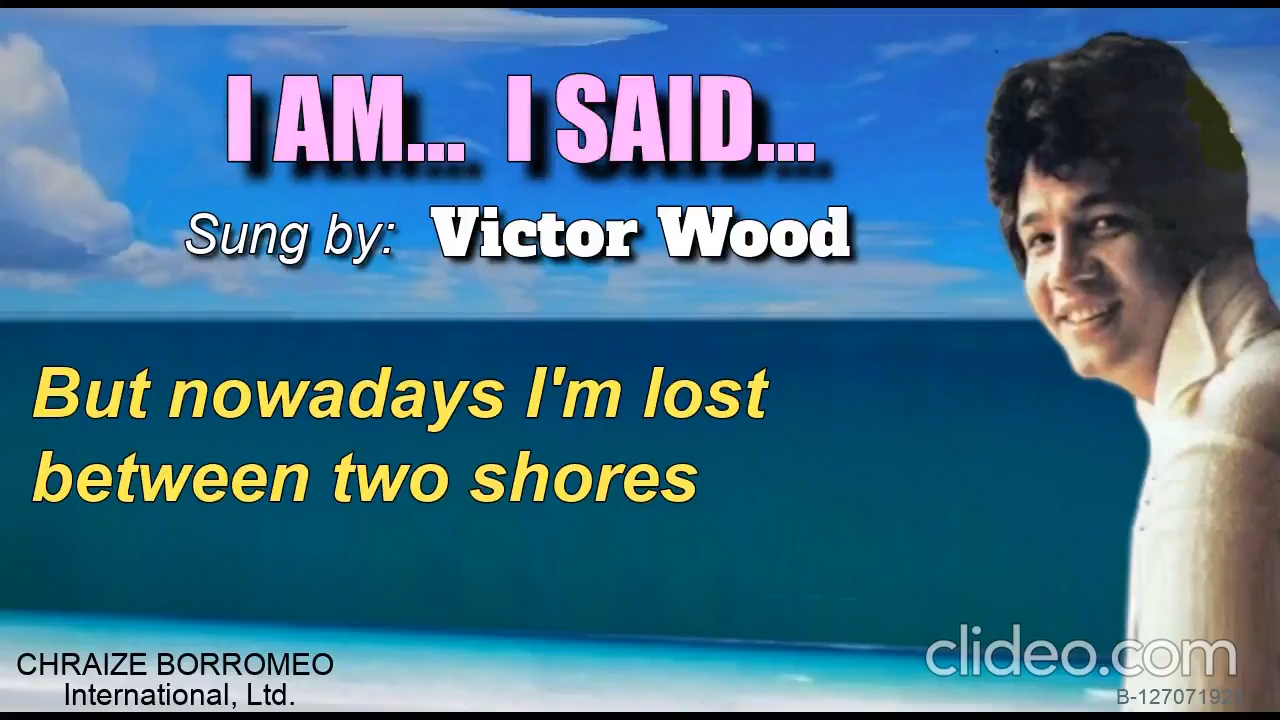 I AM... I SAID...
Sung by: Victor Wood
But nowadays I'm lost
between two shores
CHRAIZE BORROMEO
International, Ltd.
clideo.com